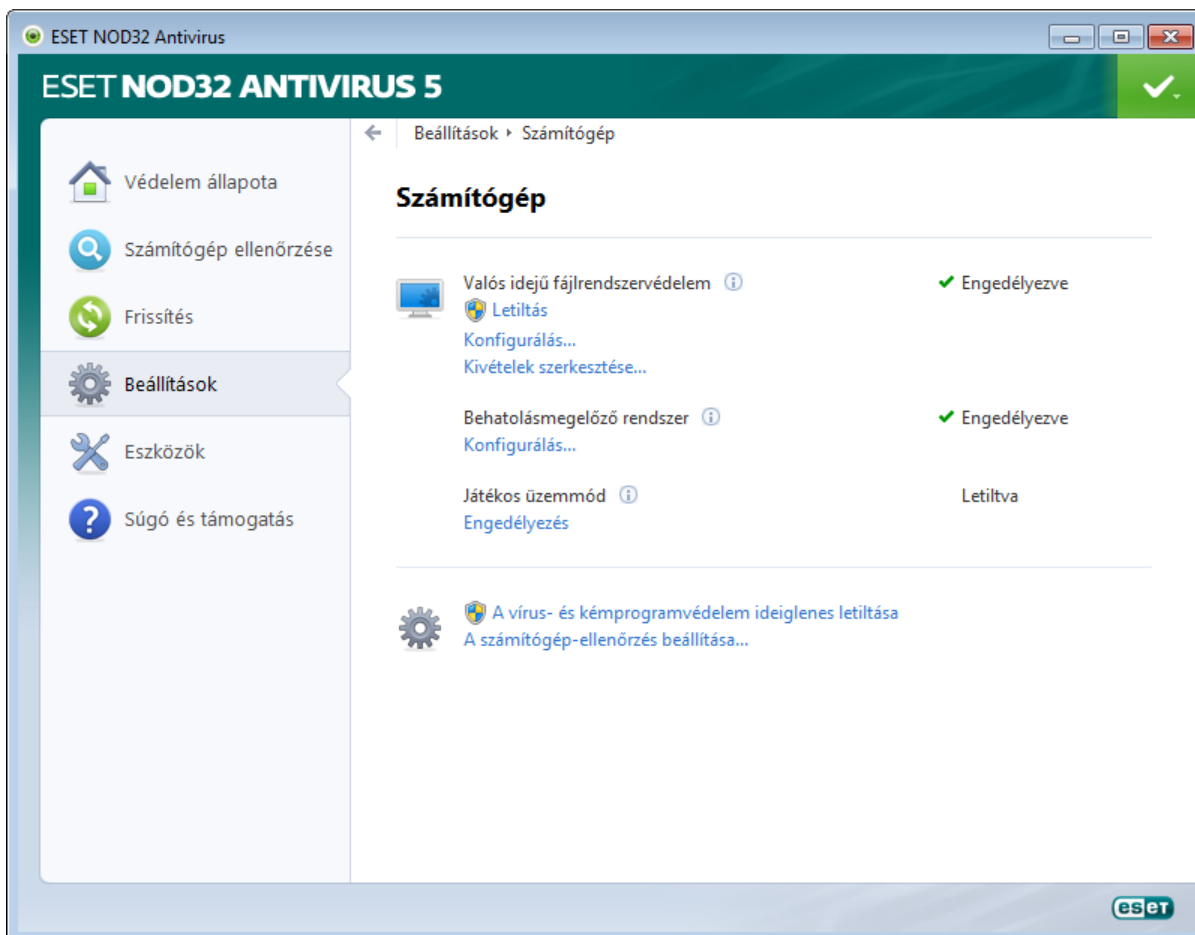 ESET NOD32 Antivirus
ESET NOD32 ANTIVIRUS 5
Beállítások ‣ Számítógép
Védelem állapota
Számítógép ellenőrzése
Frissítés
Beállítások
Eszközök
Súgó és támogatás
Számítógép
Valós idejű fájlrendszervédelem
Engedélyezve
Letiltás
Konfigurálás...
Kivételek szerkesztése...
Behatolásmegelőző rendszer
Engedélyezve
Konfigurálás...
Játékos üzemmód
Letiltva
Engedélyezés
A vírus- és kémprogramvédelem ideiglenes letiltása
A számítógép-ellenőrzés beállítása...
eseT